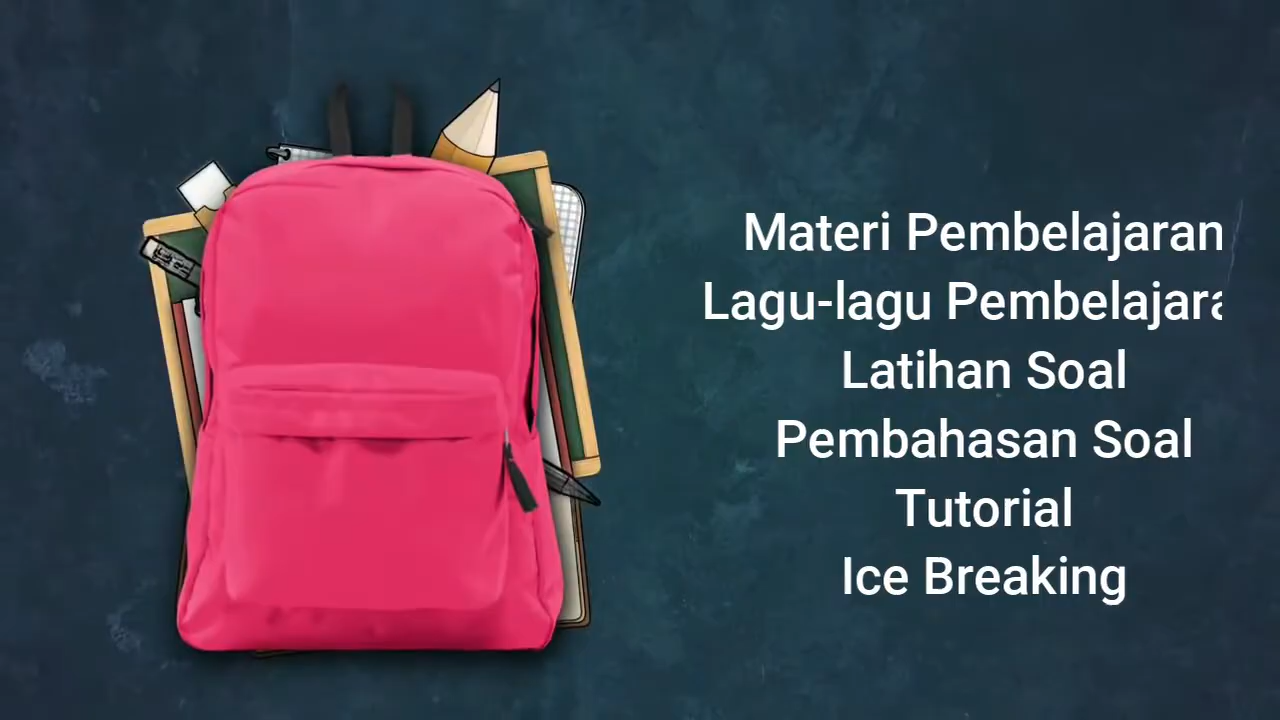 Materi Pembelajaran
Lagu-lagu Pembelajara
Latihan Soal
Pembahasan Soal
Tutorial
Ice Breaking